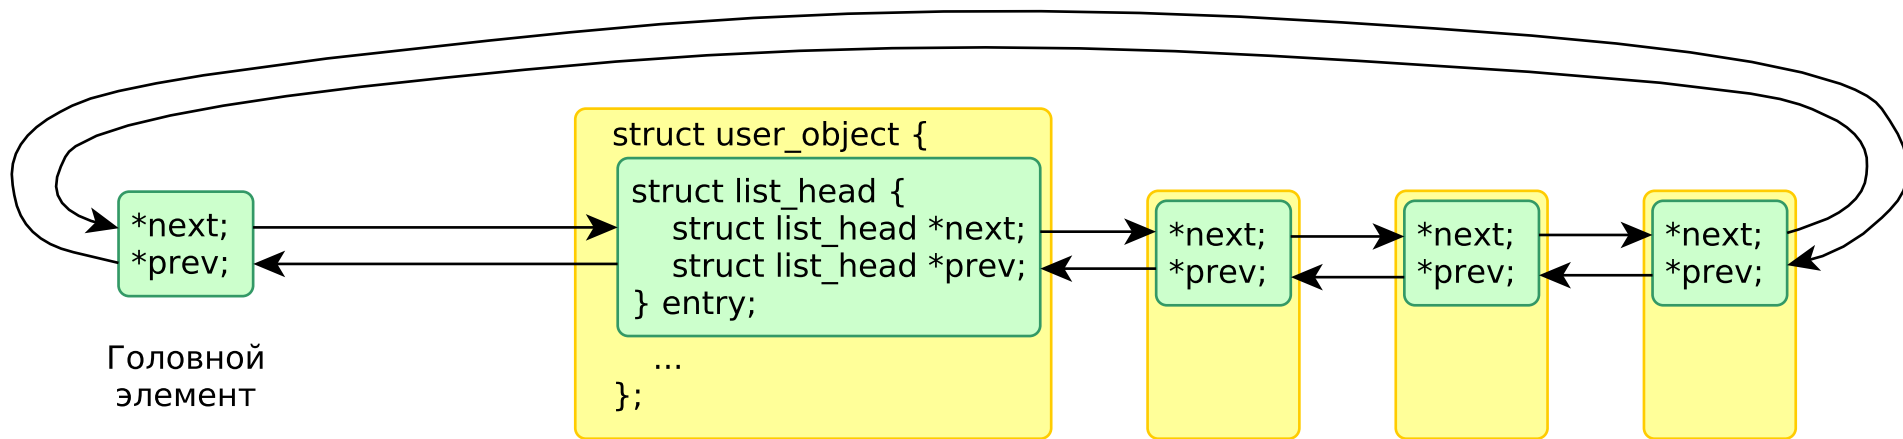 *next;
*prev;
Головной
элемент
struct user_object {
struct list_head {
struct list_head *next;
struct list_head *prev;
} entry;
...
};
*next;
*prev;
*next;
*prev;
*next;
*prev;